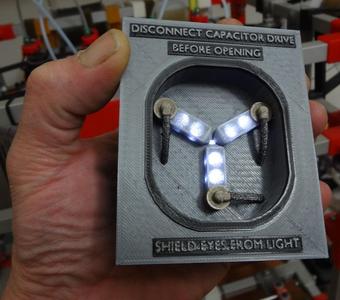 DISCONNECT CAPACITOR DRIVE
BEFORE OPENING
SHIELD EYES FROM LIGHT